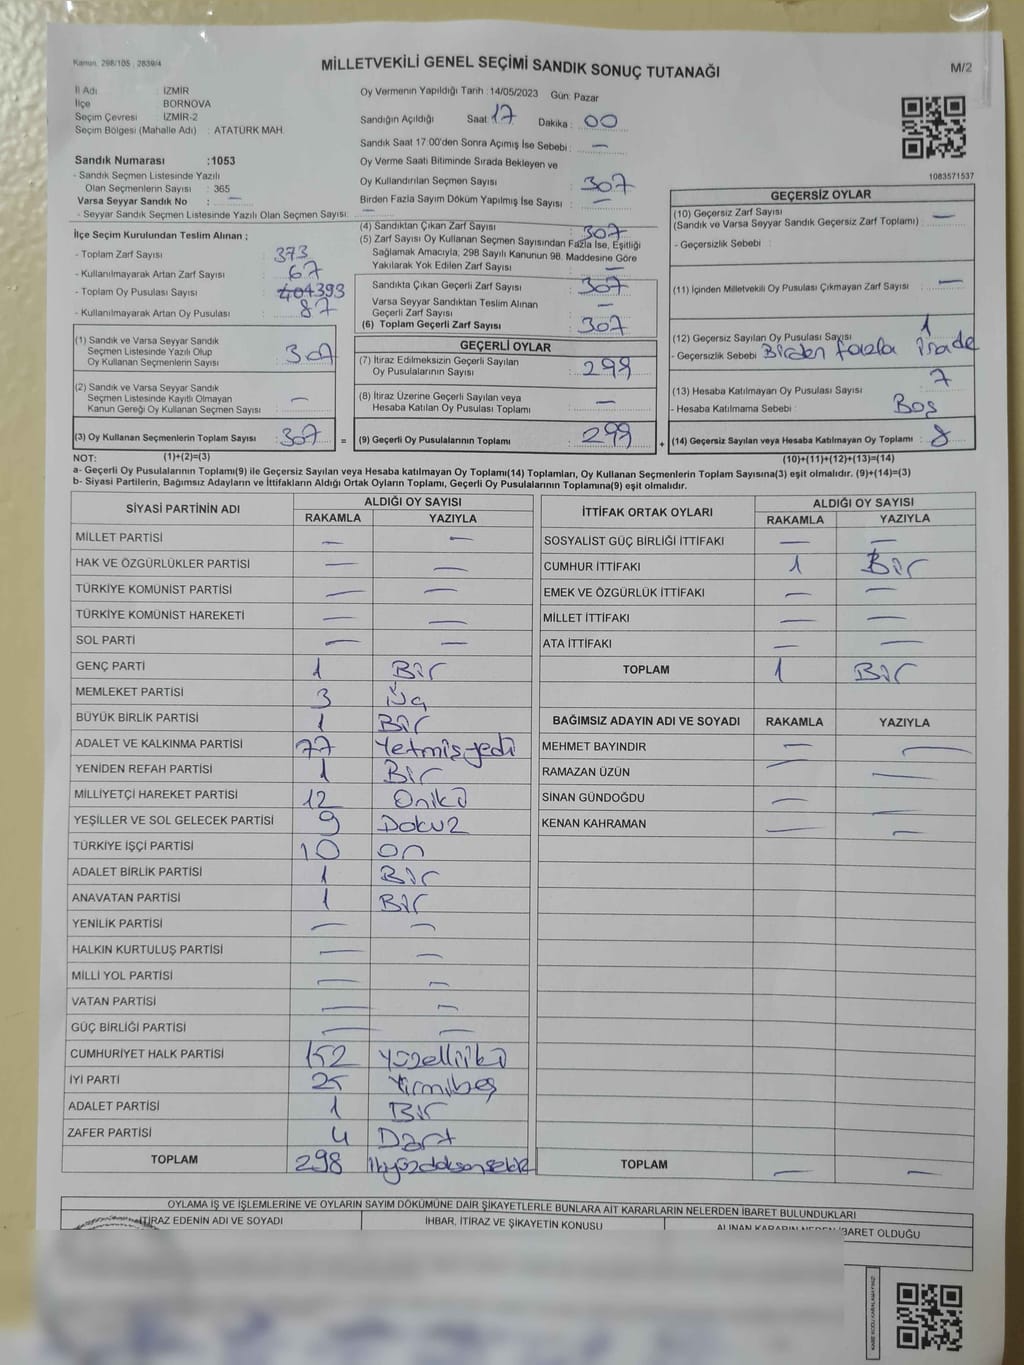 Kanun: 298/105, 2839/4
MİLLETVEKİLİ GENEL SEÇİMİ SANDIK SONUÇ TUTANAĞI
M/2
İl Adı : İZMİR
İlçe BORNOVA
Seçim Çevresi : İZMİR-2
Seçim Bölgesi (Mahalle Adı) : ATATÜRK MAH.
Oy Vermenin Yapıldığı Tarih : 14/05/2023 Gün: Pazar
Sandığın Açıldığı Saat: 17 Dakika : 00
Sandık Saat 17:00'den Sonra Açımış İse Sebebi : —
Oy Verme Saati Bitiminde Sırada Bekleyen ve
Oy Kullandırılan Seçmen Sayısı : 307
Birden Fazla Sayım Döküm Yapılmış İse Sayısı : —
1083571537
Sandık Numarası :1053
- Sandık Seçmen Listesinde Yazılı
Olan Seçmenlerin Sayısı : 365
Varsa Seyyar Sandık No : —
- Seyyar Sandık Seçmen Listesinde Yazılı Olan Seçmen Sayısı: —
İlçe Seçim Kurulundan Teslim Alınan ;
- Toplam Zarf Sayısı : 373
- Kullanılmayarak Artan Zarf Sayısı : 67
- Toplam Oy Pusulası Sayısı : 393
- Kullanılmayarak Artan Oy Pusulası : 87
(1) Sandık ve Varsa Seyyar Sandık
Seçmen Listesinde Yazılı Olup
Oy Kullanan Seçmenlerin Sayısı : 307
(2) Sandık ve Varsa Seyyar Sandık
Seçmen Listesinde Kayıtlı Olmayan
Kanun Gereği Oy Kullanan Seçmen Sayısı : —
(3) Oy Kullanan Seçmenlerin Toplam Sayısı : 307 =
(4) Sandıktan Çıkan Zarf Sayısı : 307
(5) Zarf Sayısı Oy Kullanan Seçmen Sayısından Fazla İse, Eşitliği
Sağlamak Amacıyla, 298 Sayılı Kanunun 98. Maddesine Göre
Yakılarak Yok Edilen Zarf Sayısı : —
Sandıkta Çıkan Geçerli Zarf Sayısı : 307
Varsa Seyyar Sandıktan Teslim Alınan
Geçerli Zarf Sayısı : —
(6) Toplam Geçerli Zarf Sayısı : 307
GEÇERLİ OYLAR
(7) İtiraz Edilmeksizin Geçerli Sayılan
Oy Pusulalarının Sayısı : 299
(8) İtiraz Üzerine Geçerli Sayılan veya
Hesaba Katılan Oy Pusulası Toplamı : —
(9) Geçerli Oy Pusulalarının Toplamı : 299 +
GEÇERSİZ OYLAR
(10) Geçersiz Zarf Sayısı : —
(Sandık ve Varsa Seyyar Sandık Geçersiz Zarf Toplamı)
- Geçersizlik Sebebi :
(11) İçinden Milletvekili Oy Pusulası Çıkmayan Zarf Sayısı : —
(12) Geçersiz Sayılan Oy Pusulası Sayısı : 1
- Geçersizlik Sebebi : Birden fazla irade
(13) Hesaba Katılmayan Oy Pusulası Sayısı : 7
- Hesaba Katılmama Sebebi : Boş
(14) Geçersiz Sayılan veya Hesaba Katılmayan Oy Toplamı : 8
NOT: (1)+(2)=(3)
(10)+(11)+(12)+(13)=(14)
a- Geçerli Oy Pusulalarının Toplamı(9) ile Geçersiz Sayılan veya Hesaba katılmayan Oy Toplamı(14) Toplamları, Oy Kullanan Seçmenlerin Toplam Sayısına(3) eşit olmalıdır. (9)+(14)=(3)
b- Siyasi Partilerin, Bağımsız Adayların ve İttifakların Aldığı Ortak Oyların Toplamı, Geçerli Oy Pusulalarının Toplamına(9) eşit olmalıdır.
SİYASİ PARTİNİN ADI ALDIĞI OY SAYISI
RAKAMLA YAZIYLA
MİLLET PARTİSİ — —
HAK VE ÖZGÜRLÜKLER PARTİSİ — —
TÜRKİYE KOMÜNİST PARTİSİ — —
TÜRKİYE KOMÜNİST HAREKETİ — —
SOL PARTİ — —
GENÇ PARTİ 1 Bir
MEMLEKET PARTİSİ 3 Üç
BÜYÜK BİRLİK PARTİSİ 1 Bir
ADALET VE KALKINMA PARTİSİ 77 Yetmişyedi
YENİDEN REFAH PARTİSİ 1 Bir
MİLLİYETÇİ HAREKET PARTİSİ 12 Oniki
YEŞİLLER VE SOL GELECEK PARTİSİ 9 Dokuz
TÜRKİYE İŞÇİ PARTİSİ 10 On
ADALET BİRLİK PARTİSİ 1 Bir
ANAVATAN PARTİSİ 1 Bir
YENİLİK PARTİSİ — —
HALKIN KURTULUŞ PARTİSİ — —
MİLLİ YOL PARTİSİ — —
VATAN PARTİSİ — —
GÜÇ BİRLİĞİ PARTİSİ — —
CUMHURİYET HALK PARTİSİ 152 Yüzelliiki
İYİ PARTİ 25 Yirmibeş
ADALET PARTİSİ 1 Bir
ZAFER PARTİSİ 4 Dört
TOPLAM 298 İkiyüzdoksansekiz
İTTİFAK ORTAK OYLARI ALDIĞI OY SAYISI
RAKAMLA YAZIYLA
SOSYALİST GÜÇ BİRLİĞİ İTTİFAKI — —
CUMHUR İTTİFAKI 1 Bir
EMEK VE ÖZGÜRLÜK İTTİFAKI — —
MİLLET İTTİFAKI — —
ATA İTTİFAKI — —
TOPLAM 1 Bir
BAĞIMSIZ ADAYIN ADI VE SOYADI RAKAMLA YAZIYLA
MEHMET BAYINDIR — —
RAMAZAN ÜZÜN — —
SİNAN GÜNDOĞDU — —
KENAN KAHRAMAN — —
TOPLAM — —
OYLAMA İŞ VE İŞLEMLERİNE VE OYLARIN SAYIM DÖKÜMÜNE DAİR ŞİKAYETLERLE BUNLARA AİT KARARLARIN NELERDEN İBARET BULUNDUKLARI
İTİRAZ EDENİN ADI VE SOYADI İHBAR, İTİRAZ VE ŞİKAYETİN KONUSU ALINAN KARARIN NEDEN İBARET OLDUĞU